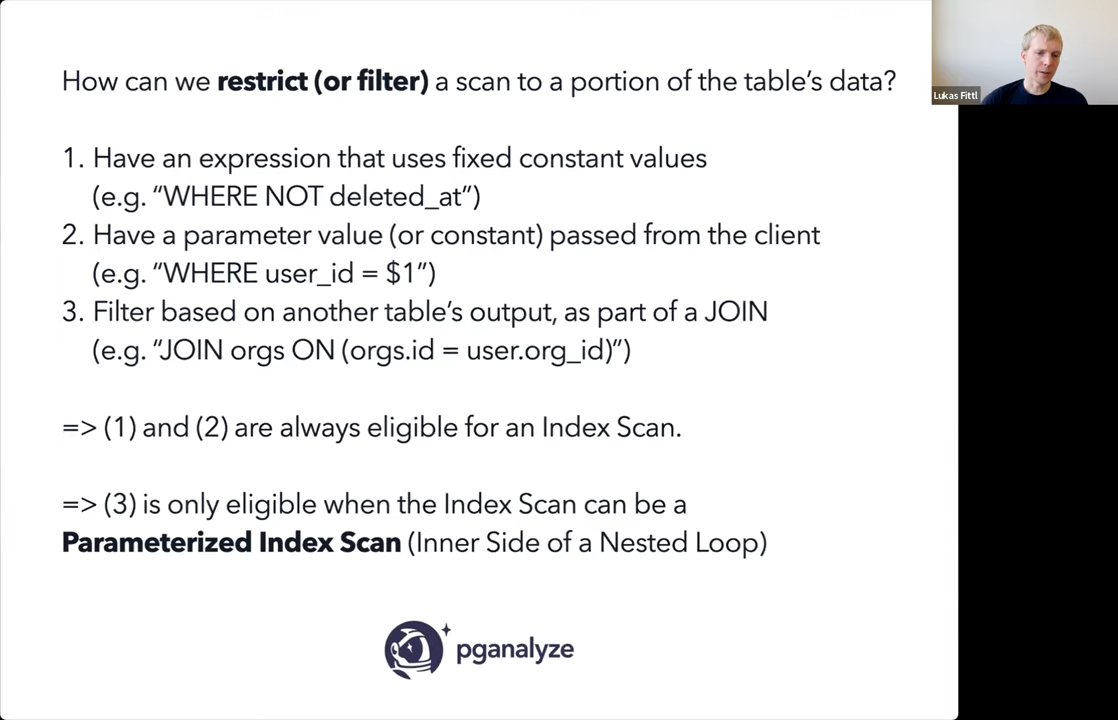 How can we restrict (or filter) a scan to a portion of the table’s data?
1. Have an expression that uses fixed constant values
(e.g. “WHERE NOT deleted_at”)
2. Have a parameter value (or constant) passed from the client
(e.g. “WHERE user_id = $1”)
3. Filter based on another table’s output, as part of a JOIN
(e.g. “JOIN orgs ON (orgs.id = user.org_id)”)
=> (1) and (2) are always eligible for an Index Scan.
=> (3) is only eligible when the Index Scan can be a
Parameterized Index Scan (Inner Side of a Nested Loop)
pganalyze
Lukas Fittl